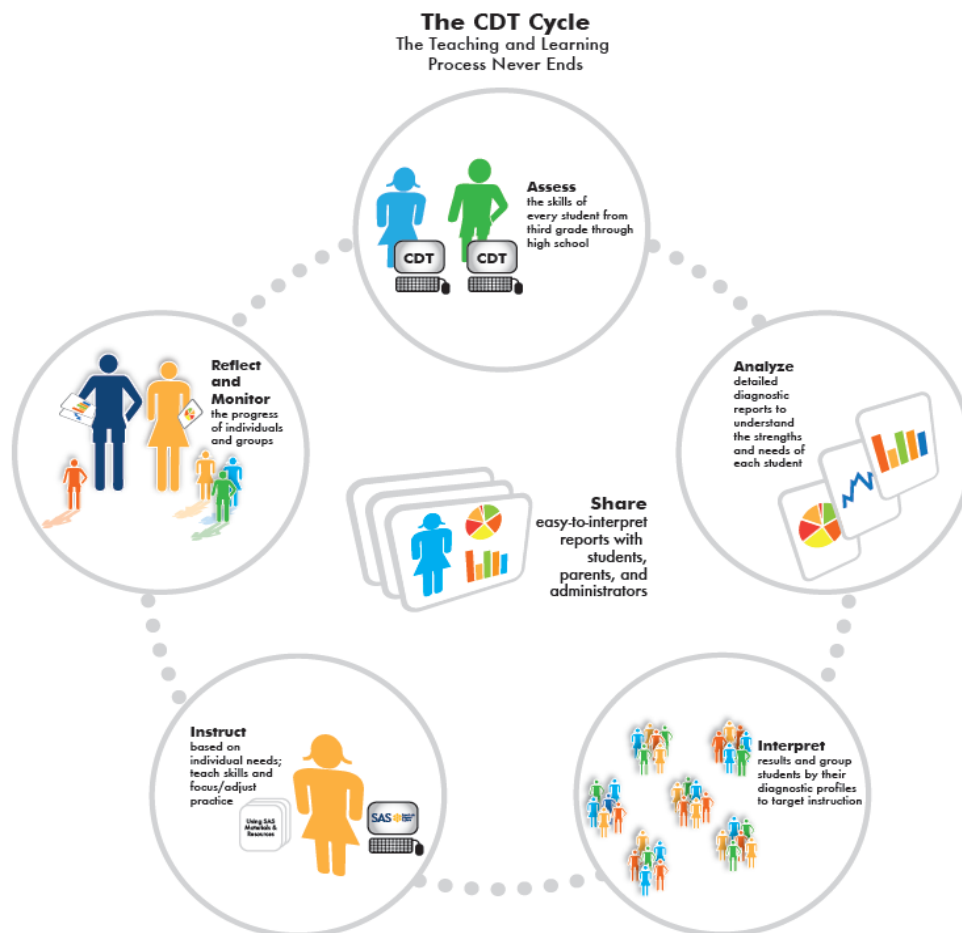 The CDT Cycle
The Teaching and Learning
Process Never Ends
Assess
the skills of
every student from
third grade through
high school
CDT
CDT
Analyze
detailed
diagnostic
reports to
understand
the strengths
and needs of
each student
Reflect
and
Monitor
the progress
of individuals
and groups
Share
easy-to-interpret
reports with
students,
parents, and
administrators
Instruct
based on
individual needs;
teach skills and
focus/adjust
practice
Using SAS
Materials &
Resources
SAS
Interpret
results and group
students by their
diagnostic profiles
to target instruction